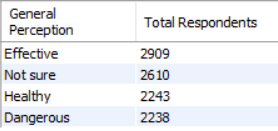 General Perception Total Respondents
Effective 2909
Not sure 2610
Healthy 2243
Dangerous 2238